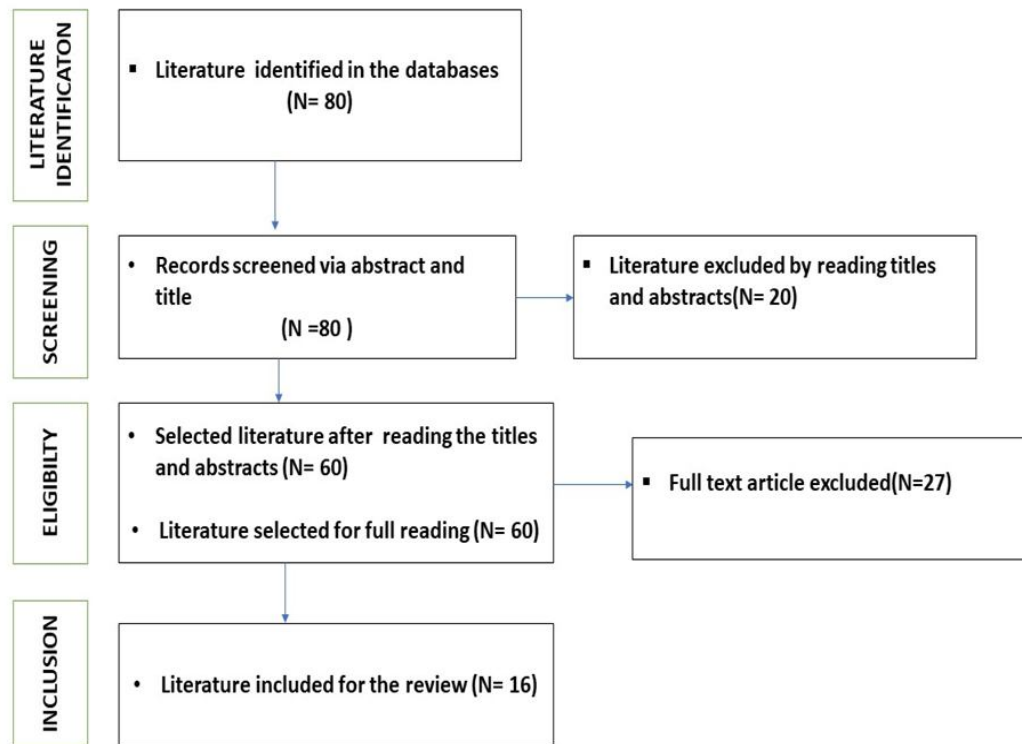 LITERATURE
IDENTIFICATON
▪ Literature identified in the databases
(N= 80)
SCREENING
• Records screened via abstract and
title
(N =80 )
▪ Literature excluded by reading titles
and abstracts(N= 20)
ELIGIBILTY
• Selected literature after reading the titles
and abstracts (N= 60)
• Literature selected for full reading (N= 60)
▪ Full text article excluded(N=27)
INCLUSION
• Literature included for the review (N= 16)